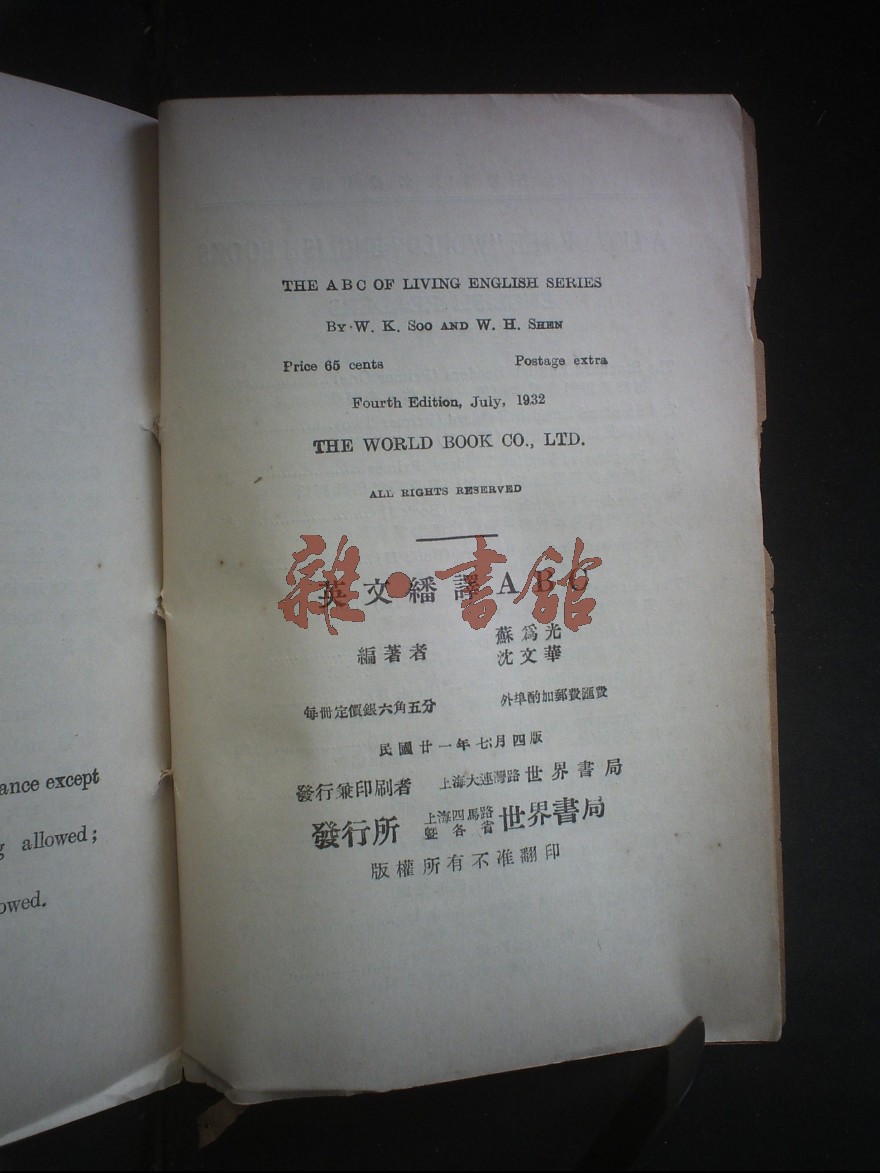 ance except
g allowed;
owed.
THE ABC OF LIVING ENGLISH SERIES
By W. K. Soo and W. H. Shen
Price 65 cents Postage extra
Fourth Edition, July, 1932
THE WORLD BOOK CO., LTD.
ALL RIGHTS RESERVED
雜·書館
英文繙譯ABC
編著者 蘇爲光 沈文華
每冊定價銀六角五分 外埠酌加郵費匯費
民國廿一年七月四版
發行兼印刷者 上海大連灣路 世界書局
發行所 上海四馬路 暨各省 世界書局
版權所有不准翻印